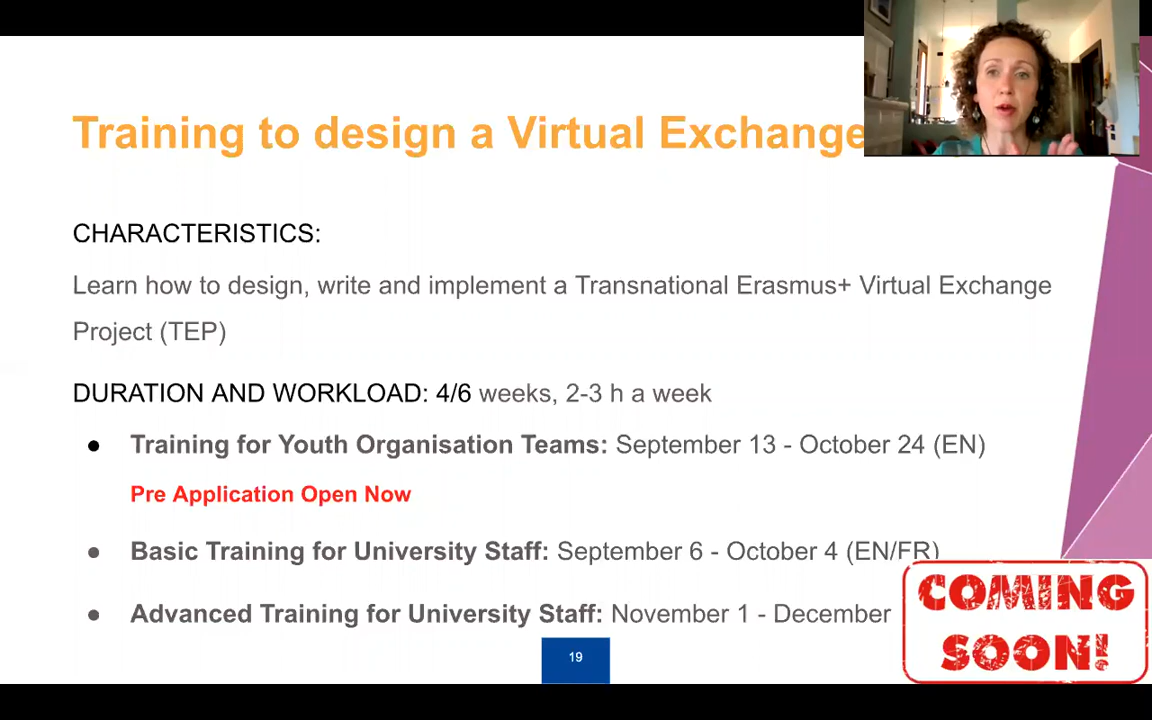 Training to design a Virtual Exchange
CHARACTERISTICS:
Learn how to design, write and implement a Transnational Erasmus+ Virtual Exchange
Project (TEP)
DURATION AND WORKLOAD: 4/6 weeks, 2-3 h a week
● Training for Youth Organisation Teams: September 13 - October 24 (EN)
Pre Application Open Now
● Basic Training for University Staff: September 6 - October 4 (EN/FR)
● Advanced Training for University Staff: November 1 - December
COMING
SOON!
19